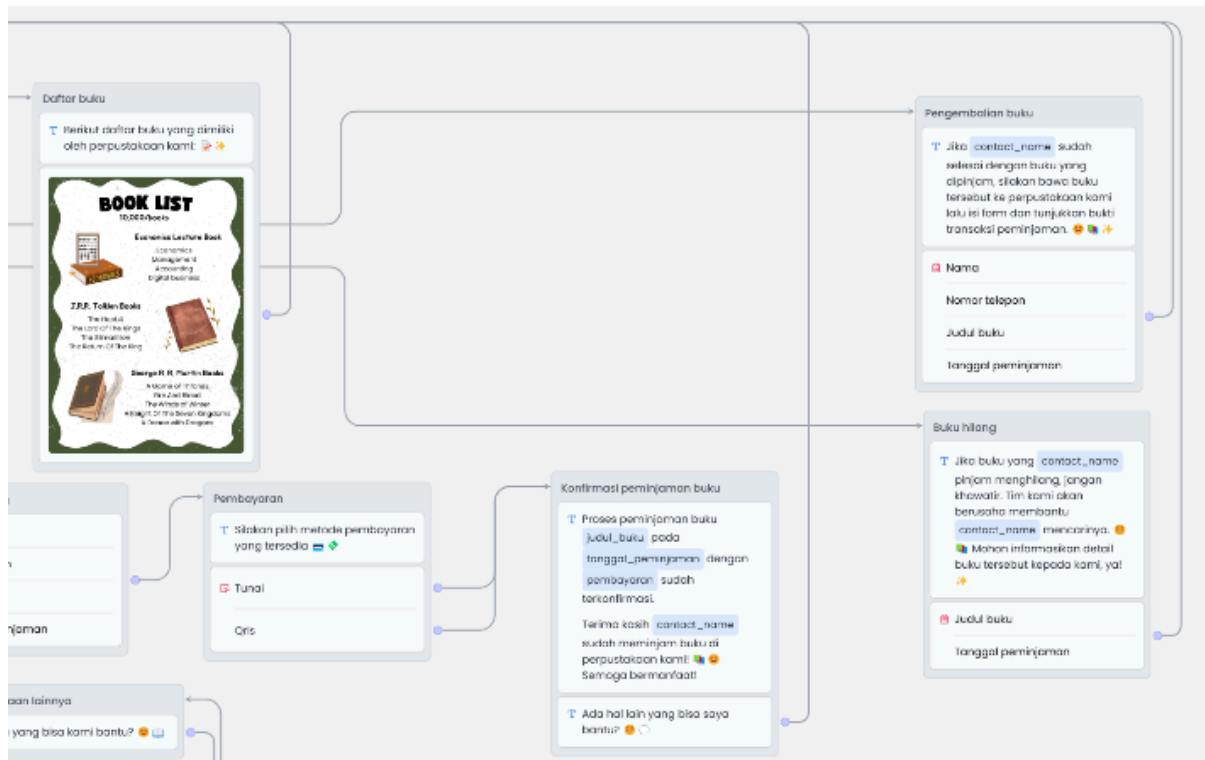 Daftar buku
Berikut daftar buku yang dimiliki
oleh perpustakaan kami:
BOOK LIST
10,000/books
Economics Lecture Book
Economics
Management
Accounting
Digital business
J.R.R. Tolkien Books
The Hobbit
The Lord Of The Rings
The Silmarillion
The Return Of The King
George R. R. Martin Books
A Game of Thrones,
Fire And Blood
The Winds of Winter
A Knight Of The Seven Kingdoms
A Dance with Dragons
Pengembalian buku
Jika contact_name sudah
selesai dengan buku yang
dipinjam, silakan bawa buku
tersebut ke perpustakaan kami
lalu isi form dan tunjukkan bukti
transaksi peminjaman.
Nama
Nomor telepon
Judul buku
Tanggal peminjaman
Buku hilang
Jika buku yang contact_name
pinjam menghilang, jangan
khawatir. Tim kami akan
berusaha membantu
contact_name mencarinya.
Mohon informasikan detail
buku tersebut kepada kami, ya!
Judul buku
Tanggal peminjaman
njaman
Pembayaran
Silakan pilih metode pembayaran
yang tersedia
Tunai
Qris
Konfirmasi peminjaman buku
Proses peminjaman buku
judul_buku pada
tanggal_peminjaman dengan
pembayaran sudah
terkonfirmasi.
Terima kasih contact_name
sudah meminjam buku di
perpustakaan kami!
Semoga bermanfaat!
Ada hal lain yang bisa saya
bantu?
aan lainnya
yang bisa kami bantu?